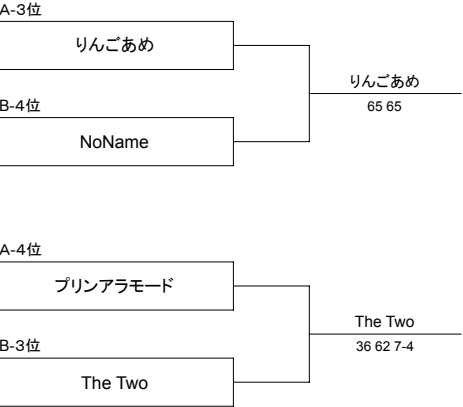 A-3位
りんごあめ
りんごあめ
B-4位
65 65
NoName
A-4位
プリンアラモード
The Two
B-3位
36 62 7-4
The Two